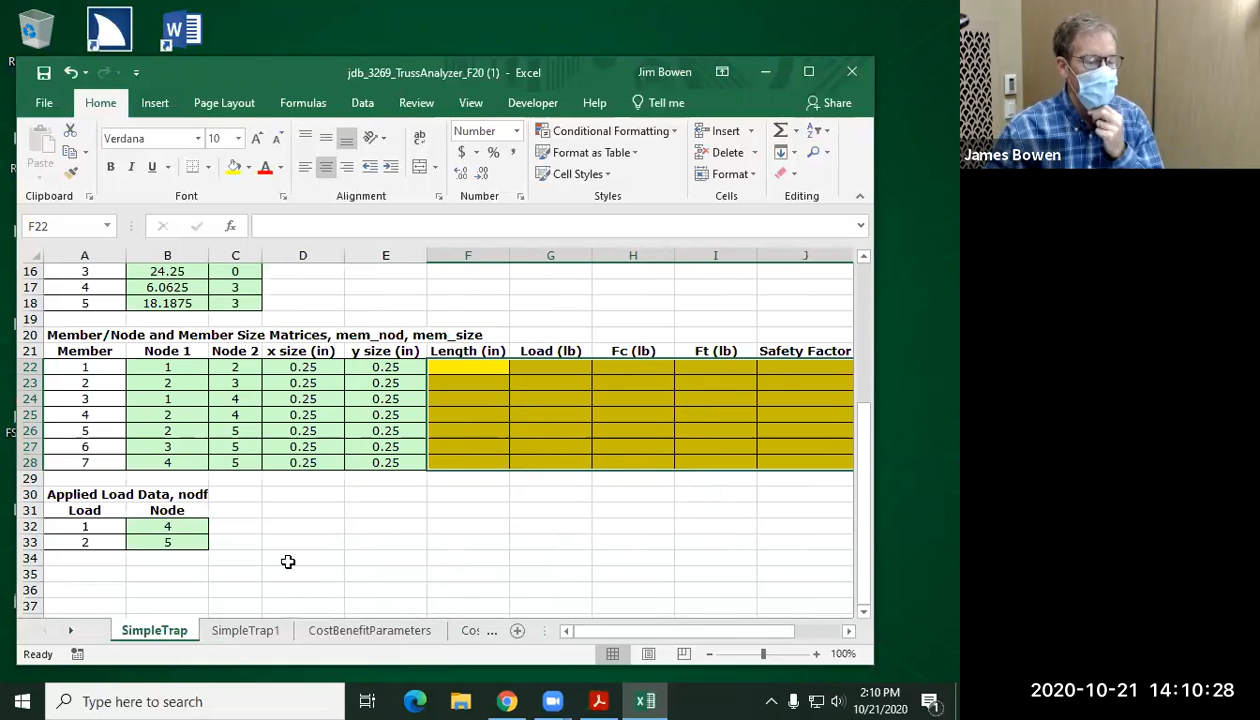 jdb_3269_TrussAnalyzer_F20 (1) - Excel
Jim Bowen
File Home Insert Page Layout Formulas Data Review View Developer Help Tell me Share
Paste
Verdana 10
Number
Conditional Formatting
Format as Table
Cell Styles
Insert
Delete
Format
Clipboard Font Alignment Number Styles Cells Editing
F22
A B C D E F G H I J
16 3 24.25 0
17 4 6.0625 3
18 5 18.1875 3
19
20 Member/Node and Member Size Matrices, mem_nod, mem_size
21 Member Node 1 Node 2 x size (in) y size (in) Length (in) Load (lb) Fc (lb) Ft (lb) Safety Factor
22 1 1 2 0.25 0.25
23 2 2 3 0.25 0.25
24 3 1 4 0.25 0.25
25 4 2 4 0.25 0.25
26 5 2 5 0.25 0.25
27 6 3 5 0.25 0.25
28 7 4 5 0.25 0.25
29
30 Applied Load Data, nodf
31 Load Node
32 1 4
33 2 5
34
35
36
37
SimpleTrap SimpleTrap1 CostBenefitParameters Co ...
Ready
100%
Type here to search
2:10 PM
10/21/2020
1
James Bowen
2020-10-21 14:10:28